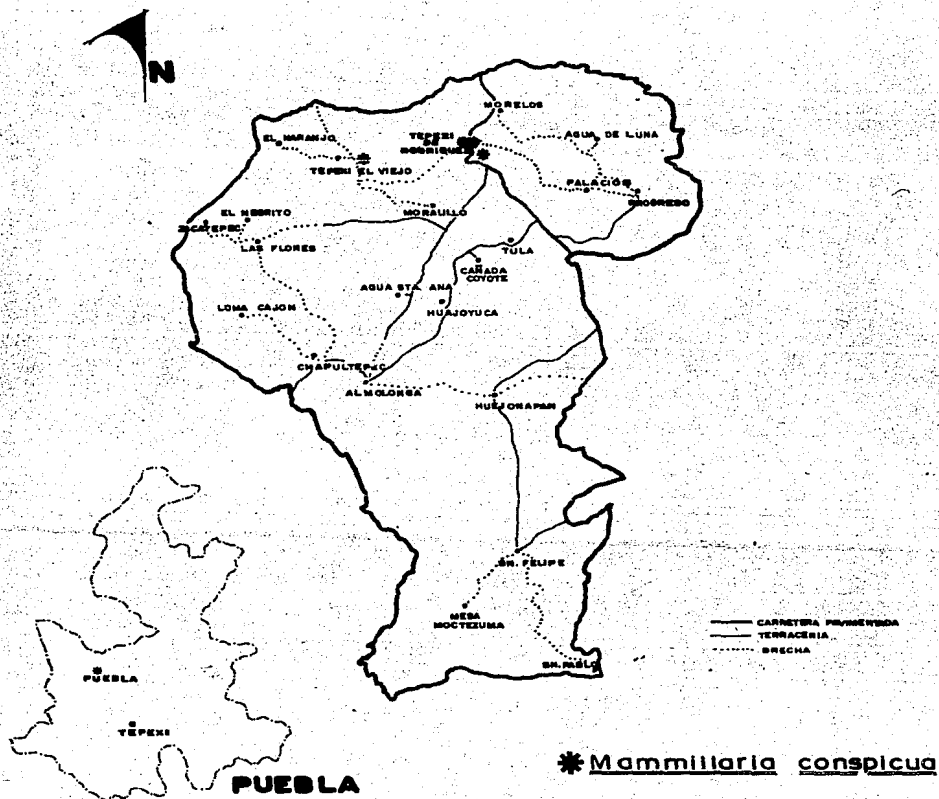 N
MORELOS
EL NARANJO
TEPEXI
DE
RODRIGUEZ
AGUA DE LUNA
TEPEXI EL VIEJO
PALACIOS
PROGRESO
MORAULLO
EL NEGRITO
ZACATEPEC
LAS FLORES
TULA
CAÑADA
COYOTE
AGUA STA. ANA
HUAJOYUCA
LOMA CAJON
CHAPULTEPEC
ALMOLONGA
HUEJONAPAN
SN. FELIPE
MESA
MOCTEZUMA
SN. PABLO
CARRETERA PAVIMENTADA
TERRACERIA
BRECHA
PUEBLA
TEPEXI
PUEBLA
Mammillaria conspicua